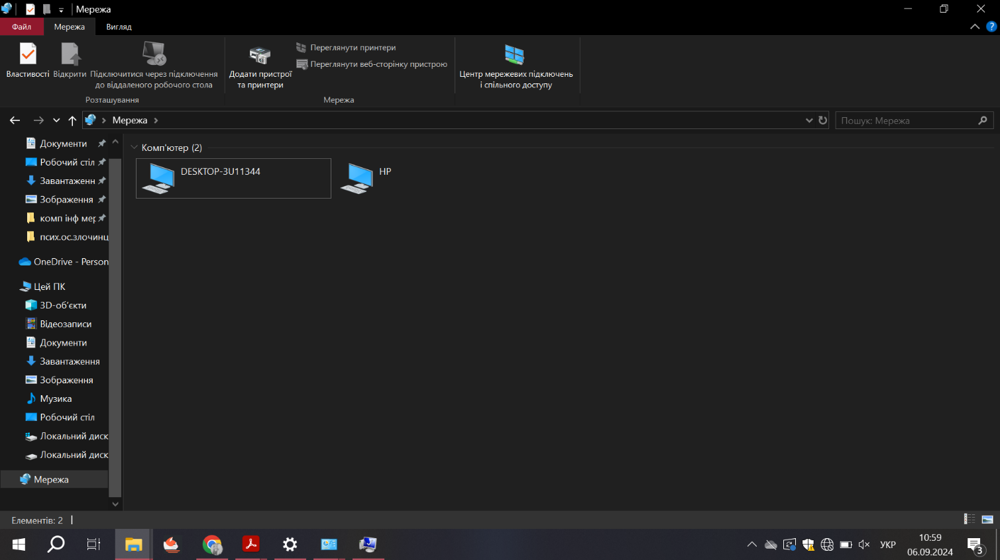 Мережа
Файл
Мережа
Вигляд
Властивості
Відкрити
Підключитися через підключення
до віддаленого робочого стола
Розташування
Додати пристрої
та принтери
Переглянути принтери
Переглянути веб-сторінку пристрою
Мережа
Центр мережевих підключень
і спільного доступу
Мережа
Пошук: Мережа
Документи
Робочий стіл
Завантаженн
Зображення
комп інф мер
псих.ос.злочинц
OneDrive - Person
Цей ПК
3D-об'єкти
Відеозаписи
Документи
Завантаження
Зображення
Музика
Робочий стіл
Локальний диск
Локальний диск
Мережа
Комп'ютер (2)
DESKTOP-3U11344
HP
Елементів: 2
УКР
10:59
06.09.2024
3